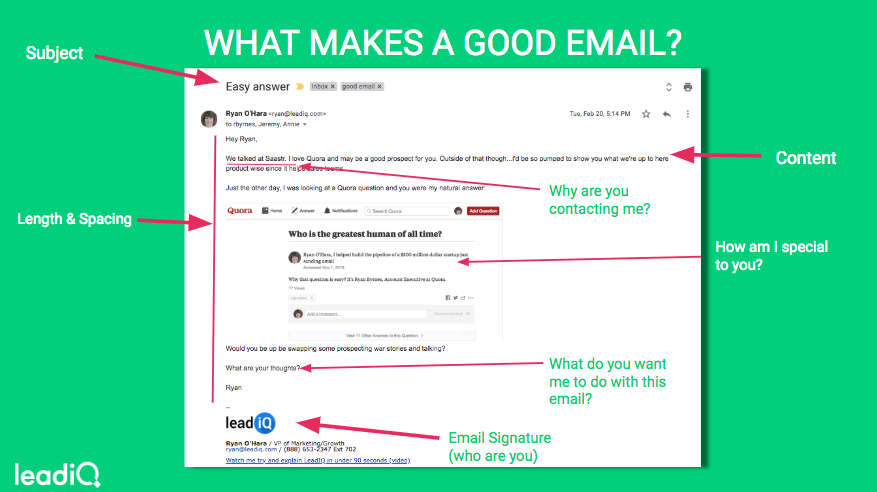 WHAT MAKES A GOOD EMAIL?
Subject
Easy answer
Inbox x
good email x
Ryan O'Hara <ryan@leadiq.com>
to rbyrnes, Jeremy, Annie
Tue, Feb 20, 5:14 PM
Hey Ryan,
We talked at Saastr. I love Quora and may be a good prospect for you. Outside of that though...I'd be so pumped to show you what we're up to here
product wise since it helps sales teams.
Content
Just the other day, I was looking at a Quora question and you were my natural answer:
Why are you
contacting me?
Length & Spacing
Quora
Home
Answer
Notifications
Search Quora
Add Question
Who is the greatest human of all time?
Ryan O'Hara, I helped build the pipeline of a $500 million dollar startup just
sending email
Answered Nov 1, 2016
Why that question is easy? It's Ryan Byrnes, Account Executive at Quora.
77 Views
Upvotes
Add a comment...
Recommended
View 11 Other Answers to this Question
How am I special
to you?
Would you be up be swapping some prospecting war stories and talking?
What are your thoughts?
What do you want
me to do with this
email?
Ryan
--
leadiQ
Email Signature
(who are you)
Ryan O'Hara / VP of Marketing/Growth
ryan@leadiq.com / (888) 653-2347 Ext 702
Watch me try and explain LeadIQ in under 90 seconds (video)
leadiQ